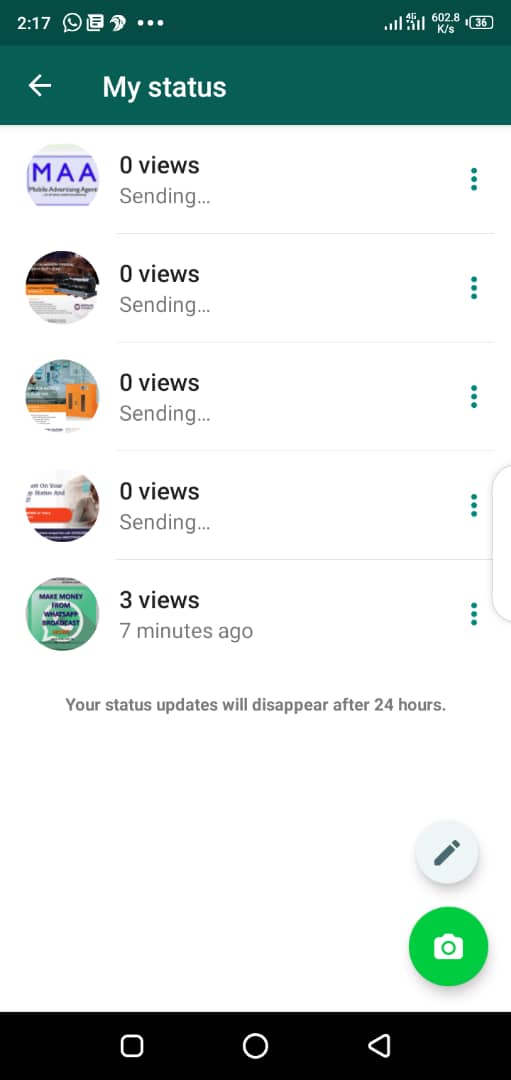 2:17
4G
602.8
K/s
36
My status
MAA
Mobile Advertising Agent
0 views
Sending...
0 views
Sending...
0 views
Sending...
0 views
Sending...
MAKE MONEY
FROM
WHATSAPP
BROADCAST
3 views
7 minutes ago
Your status updates will disappear after 24 hours.